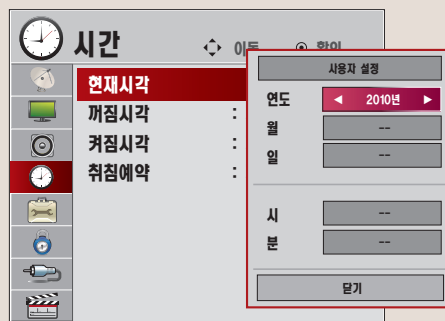 시간
이동 확인
현재시각
꺼짐시각 :
켜짐시각 :
취침예약 :
사용자 설정
연도 ◀ 2010년 ▶
월 --
일 --
시 --
분 --
닫기